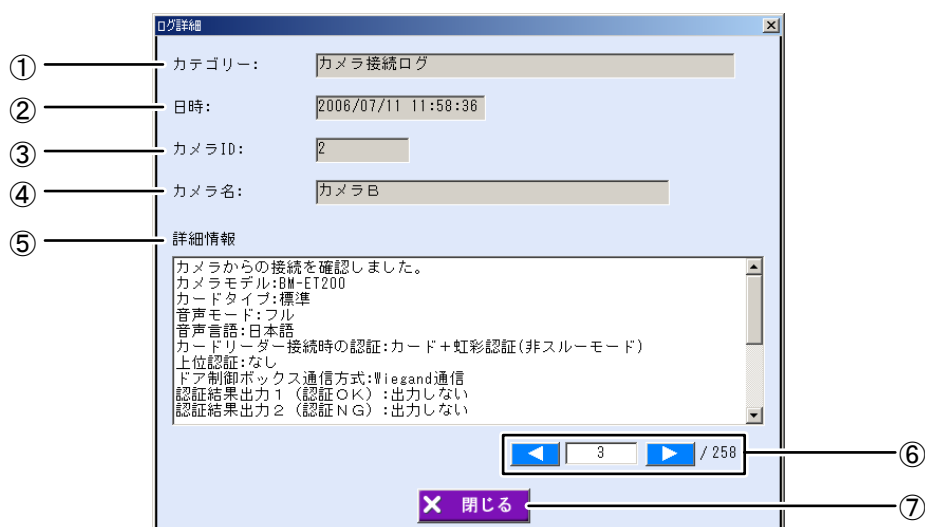 ログ詳細
① カテゴリー: カメラ接続ログ
② 日時: 2006/07/11 11:58:36
③ カメラID: 2
④ カメラ名: カメラB
⑤ 詳細情報
カメラからの接続を確認しました。
カメラモデル:BM-ET200
カードタイプ:標準
音声モード:フル
音声言語:日本語
カードリーダー接続時の認証:カード+虹彩認証(非スルーモード)
上位認証:なし
ドア制御ボックス通信方式:Wiegand通信
認証結果出力1(認証OK):出力しない
認証結果出力2(認証NG):出力しない
3 / 258 ⑥
閉じる ⑦